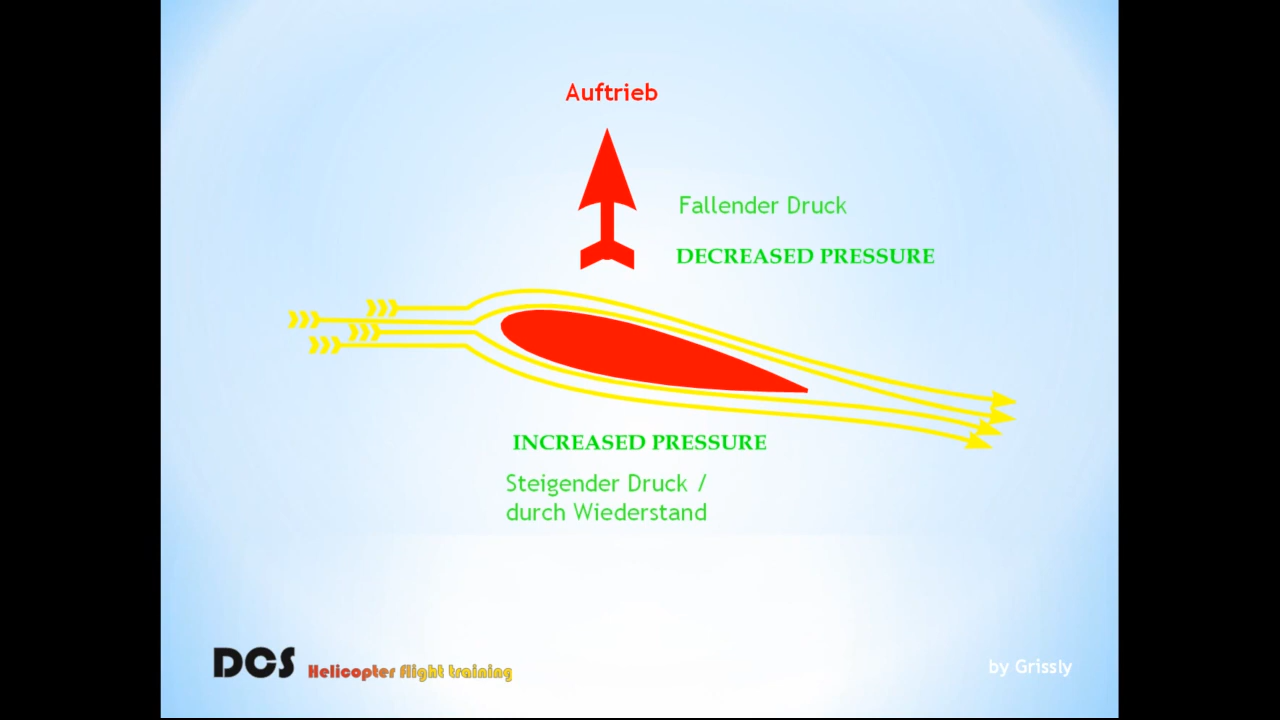 Auftrieb
Fallender Druck
DECREASED PRESSURE
INCREASED PRESSURE
Steigender Druck /
durch Wiederstand
DCS Helicopter flight training
by Grissly